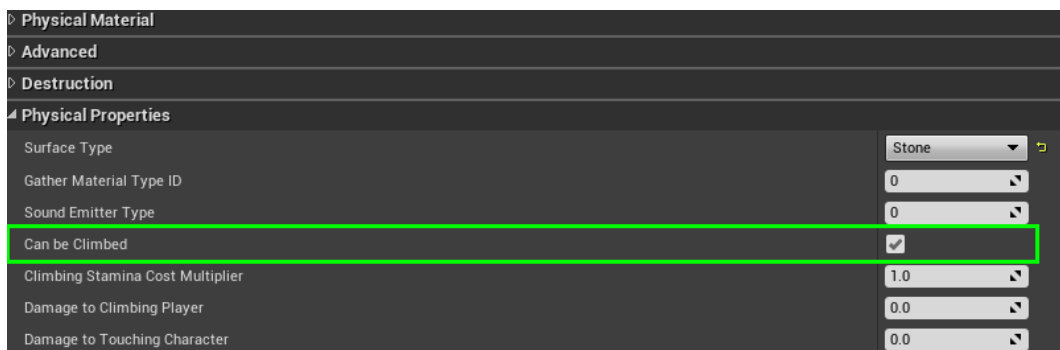 Physical Material
Advanced
Destruction
Physical Properties
Surface Type Stone
Gather Material Type ID 0
Sound Emitter Type 0
Can be Climbed
Climbing Stamina Cost Multiplier 1.0
Damage to Climbing Player 0.0
Damage to Touching Character 0.0